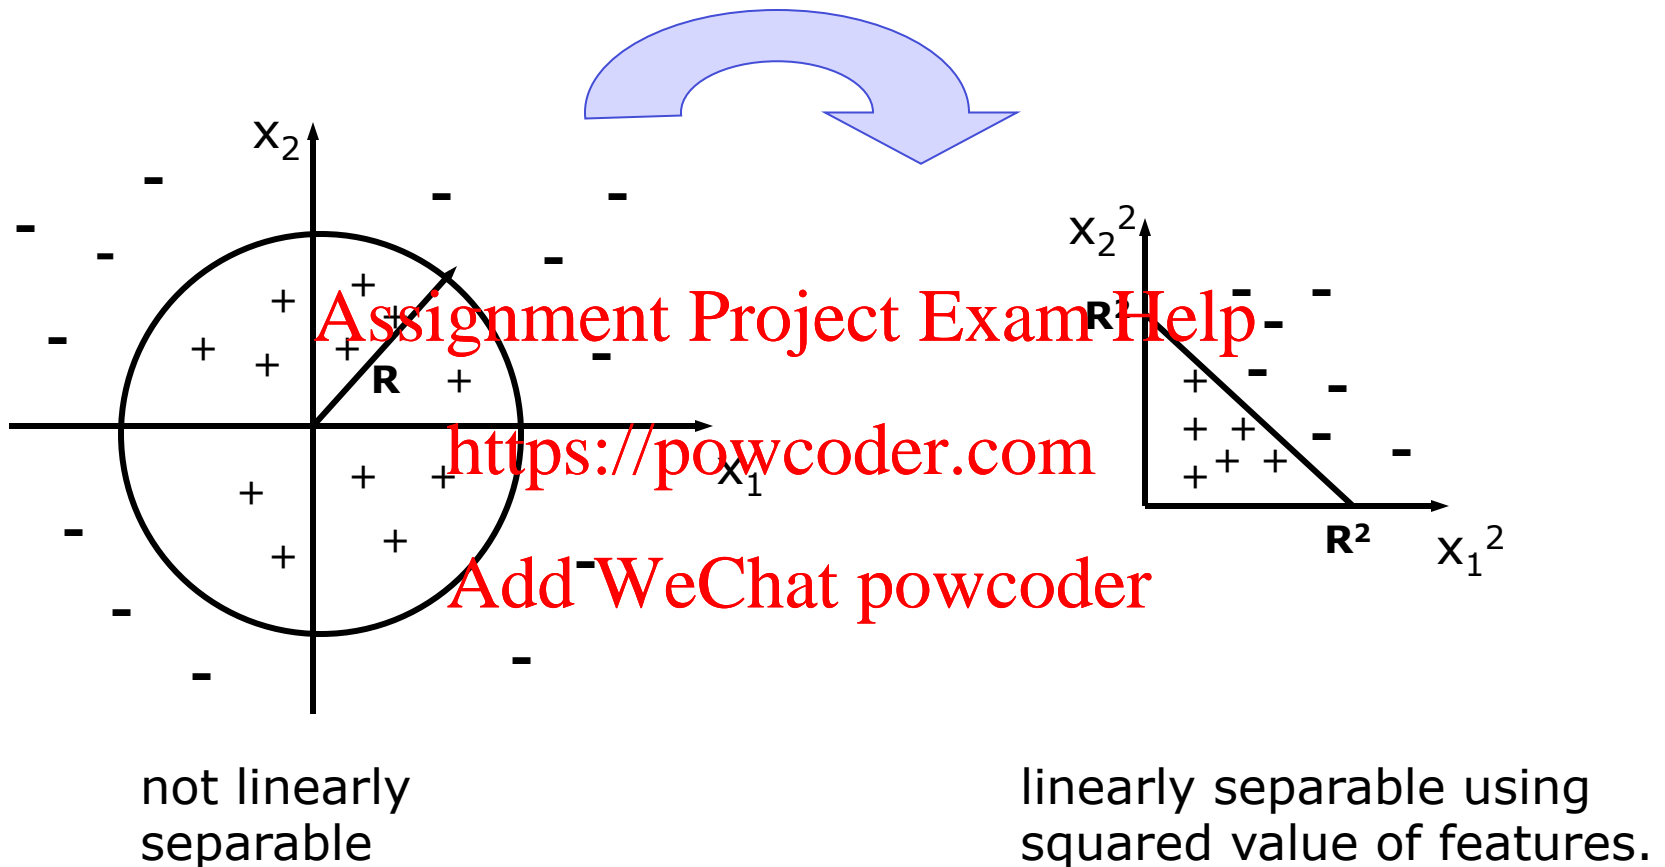 x₂
x₂²
R²
Assignment Project Exam Help
R
https://powcoder.com
x₁
R²
x₁²
Add WeChat powcoder
not linearly
separable
linearly separable using
squared value of features.